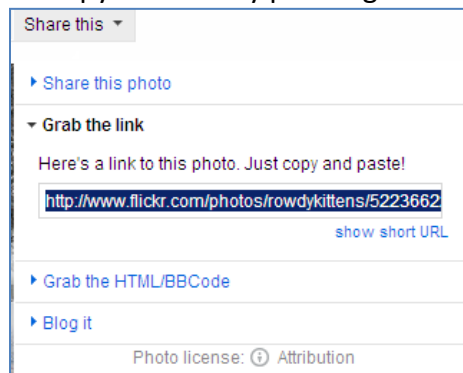 Share this
Share this photo
Grab the link
Here's a link to this photo. Just copy and paste!
http://www.flickr.com/photos/rowdykittens/5223662
show short URL
Grab the HTML/BBCode
Blog it
Photo license: Attribution